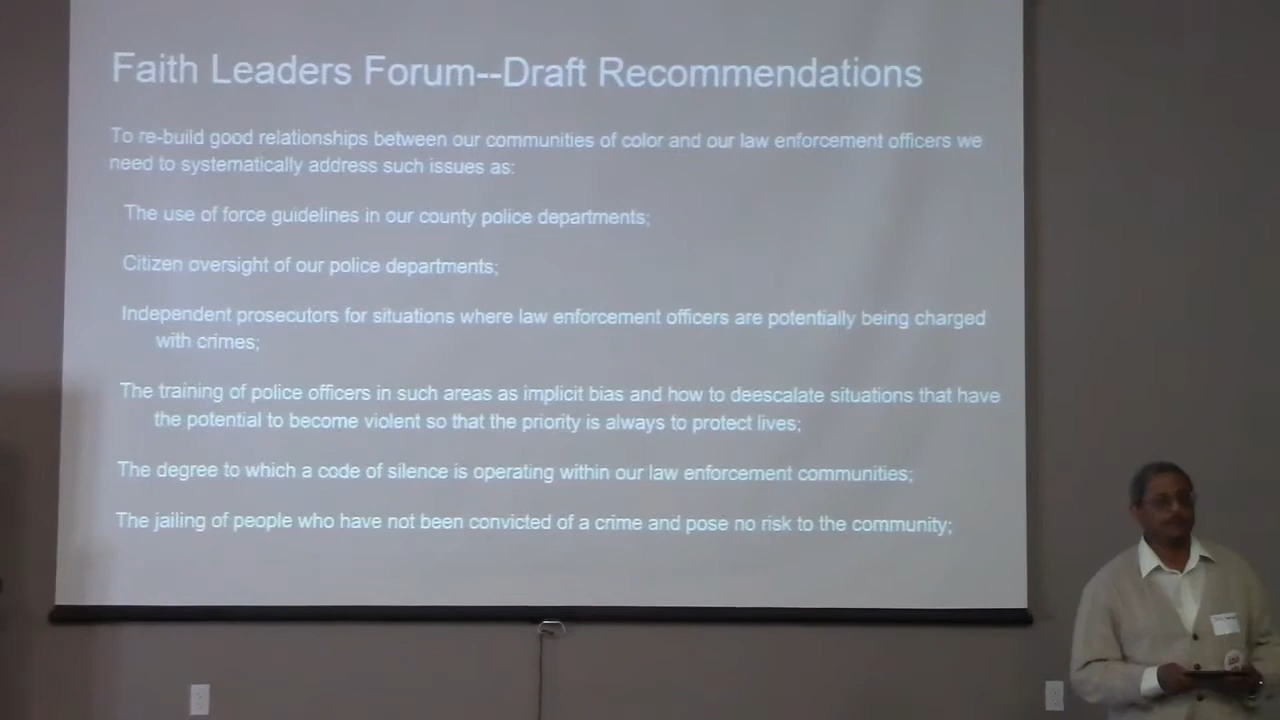 Faith Leaders Forum--Draft Recommendations
To re-build good relationships between our communities of color and our law enforcement officers we
need to systematically address such issues as:
The use of force guidelines in our county police departments;
Citizen oversight of our police departments;
Independent prosecutors for situations where law enforcement officers are potentially being charged
with crimes;
The training of police officers in such areas as implicit bias and how to deescalate situations that have
the potential to become violent so that the priority is always to protect lives;
The degree to which a code of silence is operating within our law enforcement communities;
The jailing of people who have not been convicted of a crime and pose no risk to the community;